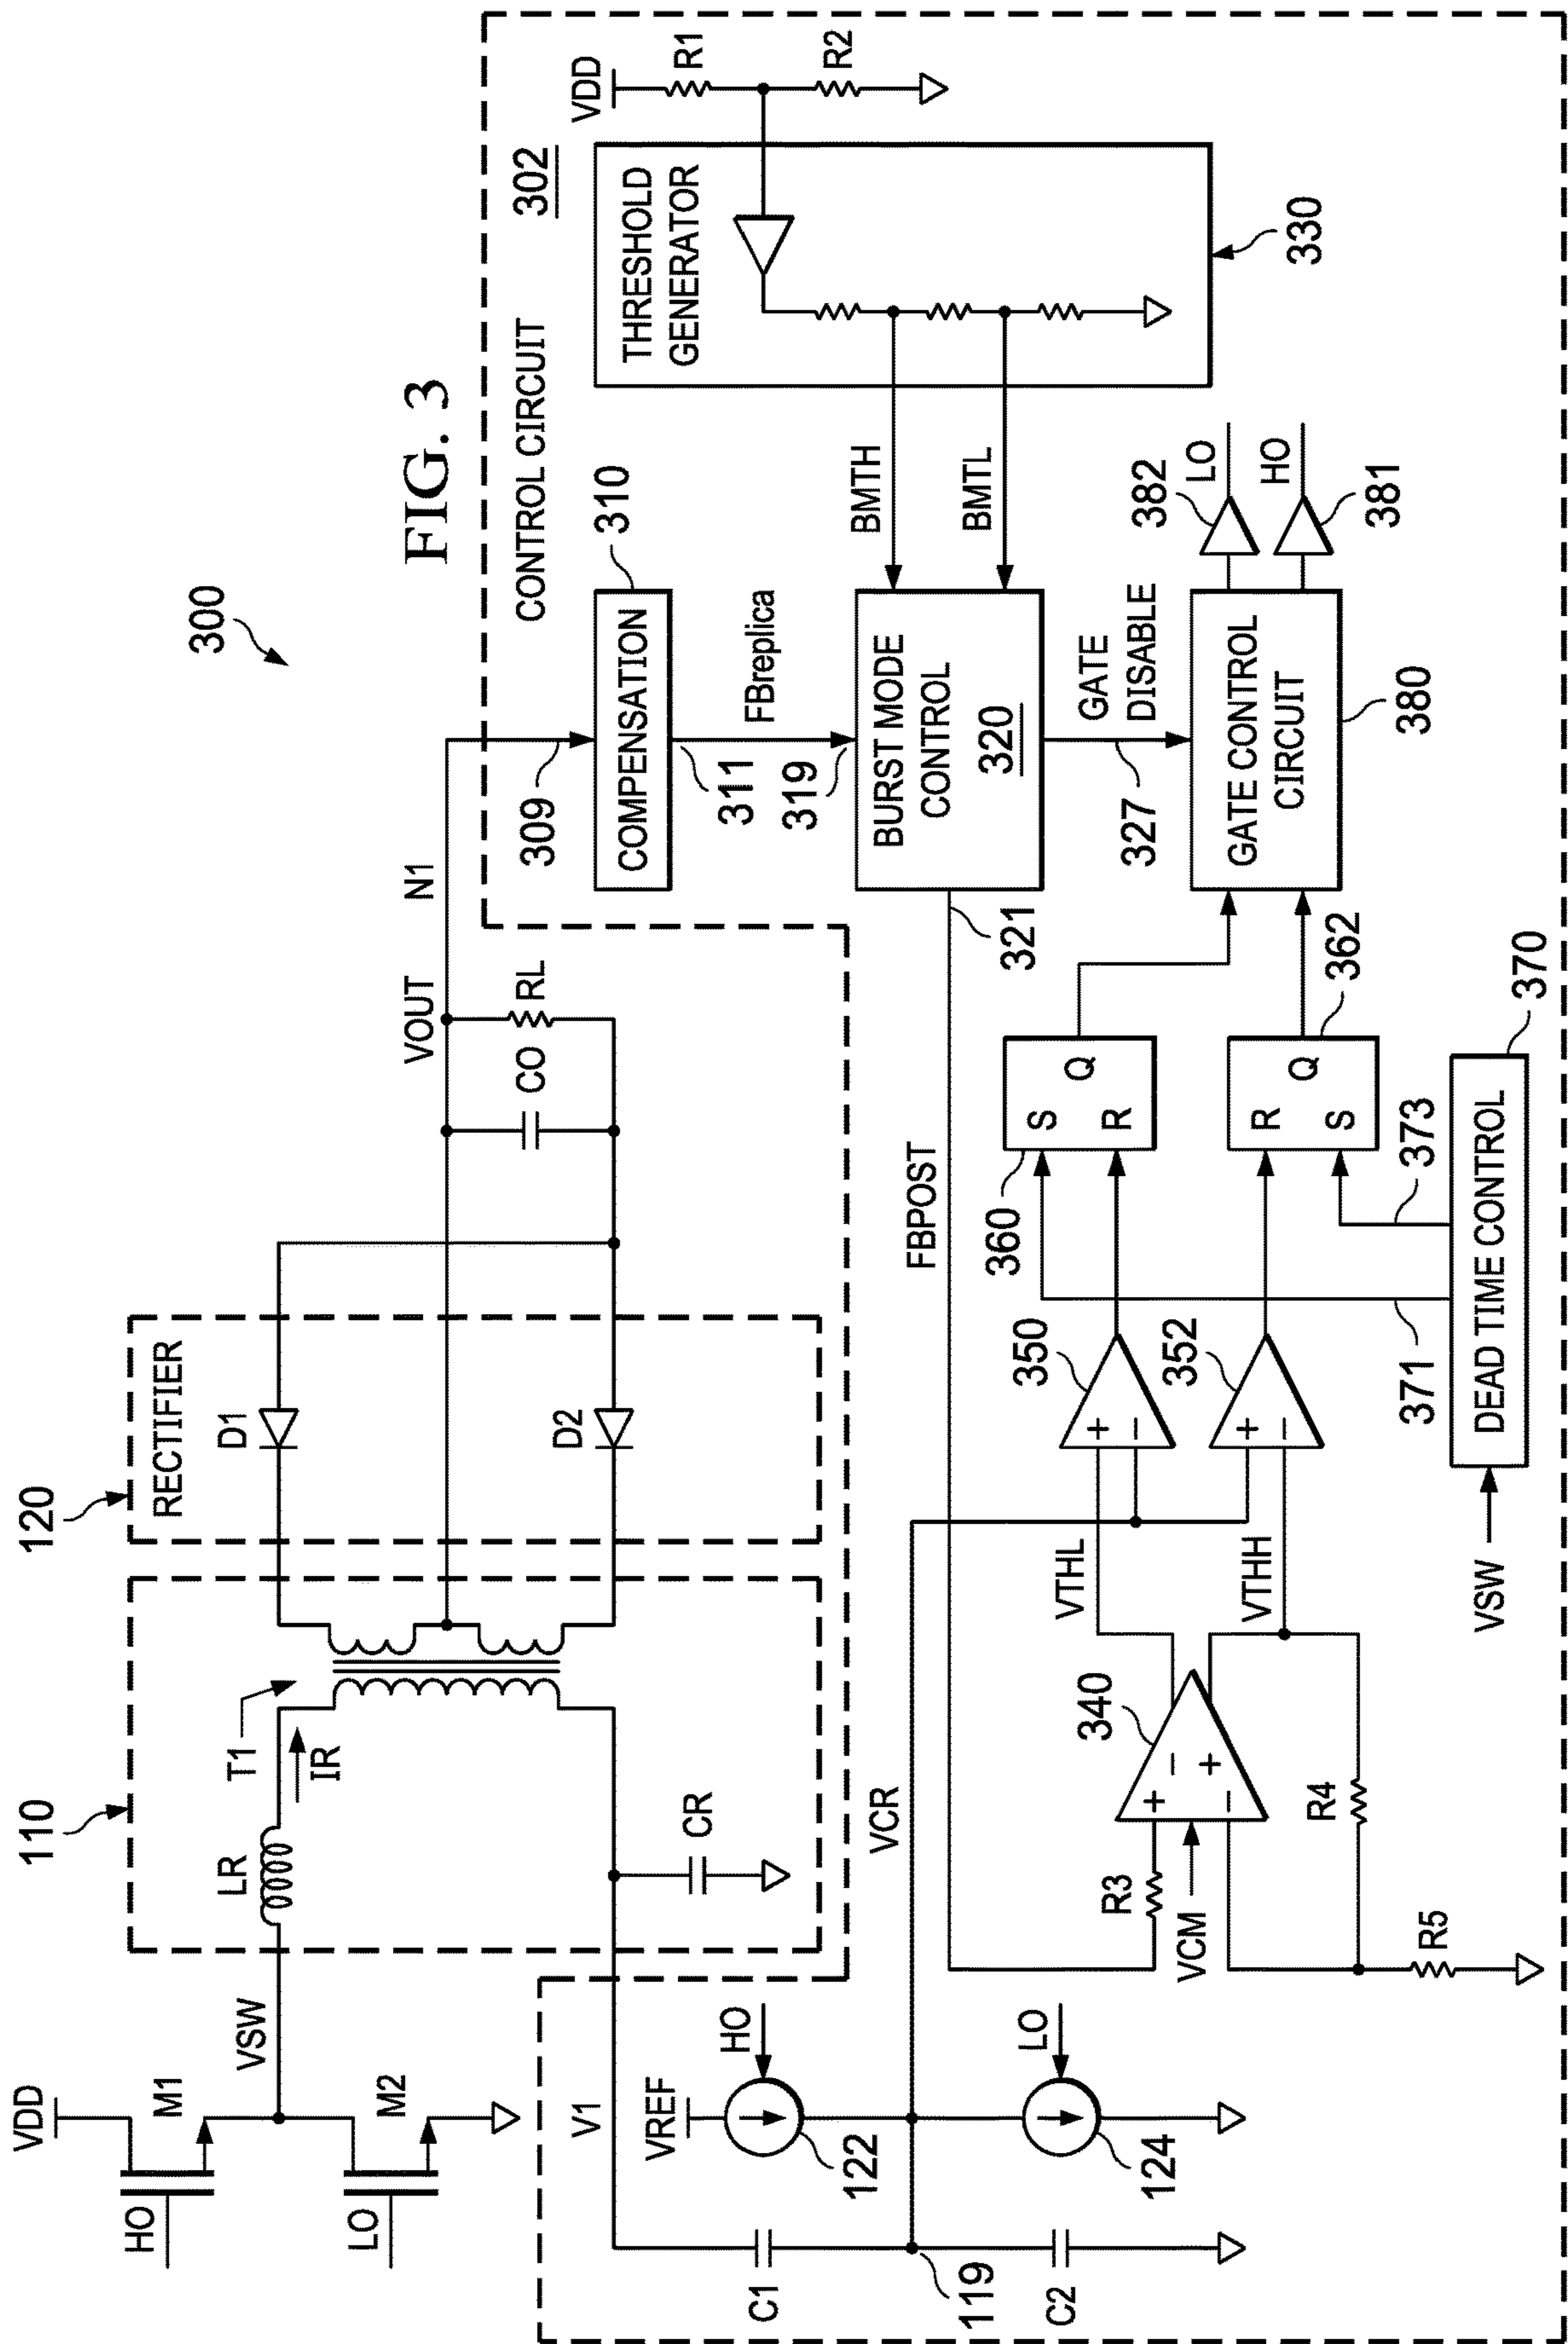 FIG. 3
300
VDD
HO
M1
VSW
LO
M2
110
LR
T1
IR
CR
120
RECTIFIER
D1
D2
VOUT
N1
CO
RL
CONTROL CIRCUIT
302
309
COMPENSATION
310
311
FBreplica
319
BURST MODE
CONTROL
320
321
BMTH
BMTL
THRESHOLD
GENERATOR
330
VDD
R1
R2
GATE
DISABLE
327
GATE CONTROL
CIRCUIT
380
382
LO
HO
381
V1
VREF
HO
122
LO
124
C1
119
C2
VCR
FBPOST
R3
VCM
+
−
+
−
340
R4
R5
VTHL
VTHH
+
−
350
+
−
352
360
S
Q
R
362
R
Q
S
371
373
VSW
DEAD TIME CONTROL
370